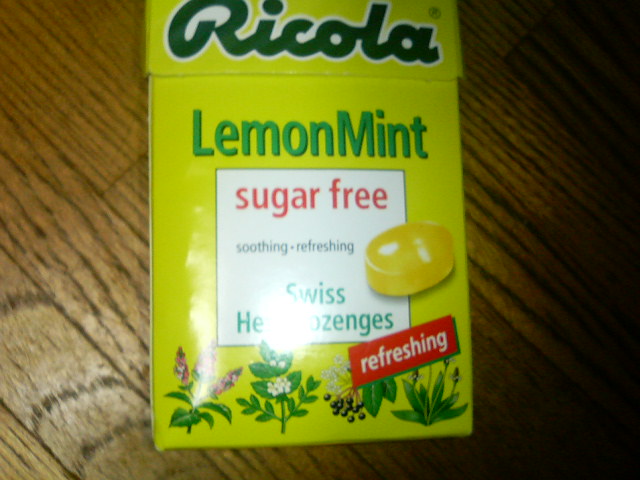 Ricola®
LemonMint
sugar free
soothing • refreshing
Swiss
refreshing